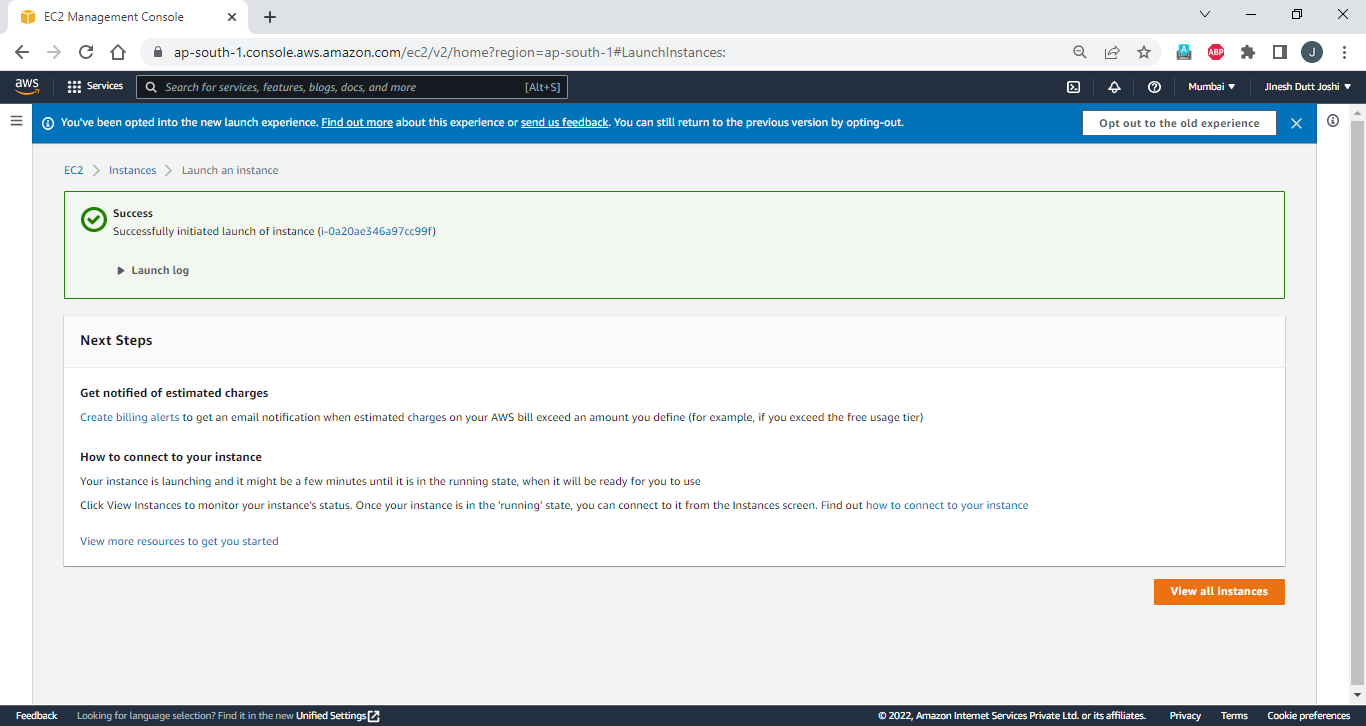 EC2 Management Console
ap-south-1.console.aws.amazon.com/ec2/v2/home?region=ap-south-1#LaunchInstances:
ABP
J
aws
Services
Search for services, features, blogs, docs, and more [Alt+S]
Mumbai
Jinesh Dutt Joshi
You've been opted into the new launch experience. Find out more about this experience or send us feedback. You can still return to the previous version by opting-out.
Opt out to the old experience
EC2 > Instances > Launch an instance
Success
Successfully initiated launch of instance (i-0a20ae346a97cc99f)
Launch log
Next Steps
Get notified of estimated charges
Create billing alerts to get an email notification when estimated charges on your AWS bill exceed an amount you define (for example, if you exceed the free usage tier)
How to connect to your instance
Your instance is launching and it might be a few minutes until it is in the running state, when it will be ready for you to use
Click View Instances to monitor your instance's status. Once your instance is in the 'running' state, you can connect to it from the Instances screen. Find out how to connect to your instance
View more resources to get you started
View all instances
Feedback
Looking for language selection? Find it in the new Unified Settings
© 2022, Amazon Internet Services Private Ltd. or its affiliates.
Privacy
Terms
Cookie preferences